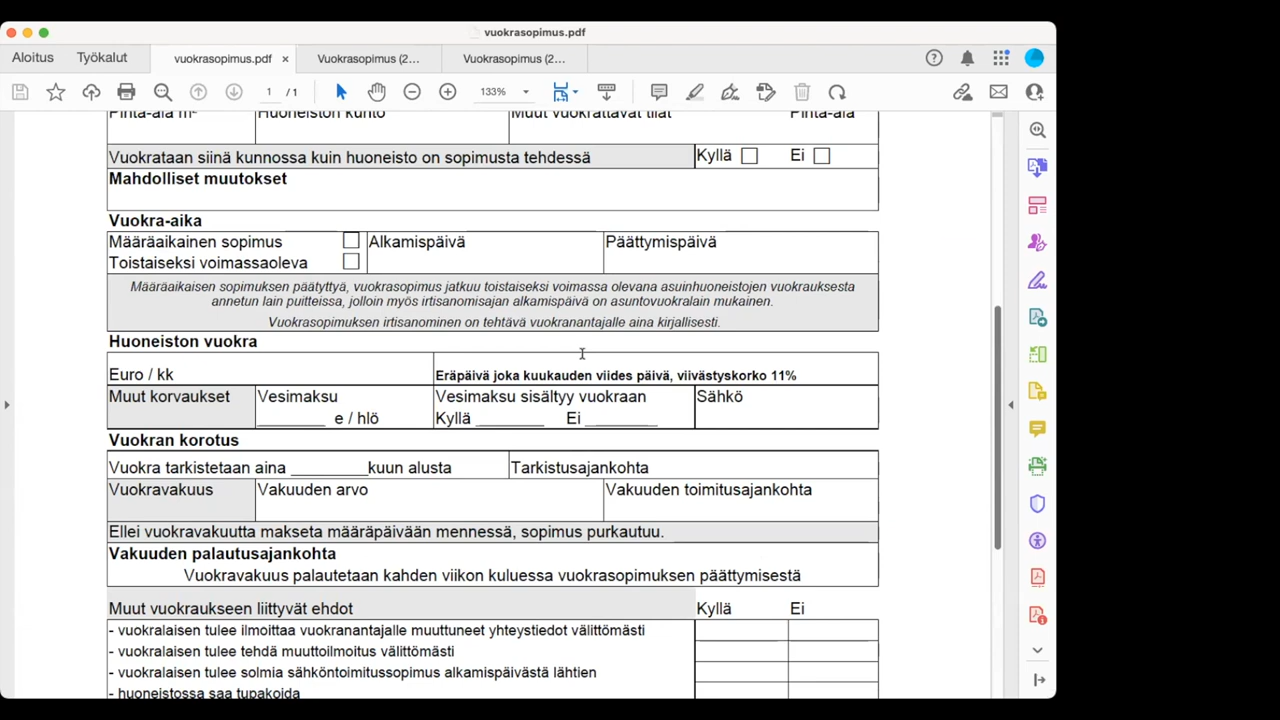 vuokrasopimus.pdf
Aloitus Työkalut vuokrasopimus.pdf × Vuokrasopimus (2... Vuokrasopimus (2...
1 / 1 133%
Pinta-ala m² Huoneiston kunto Muut vuokrattavat tilat Pinta-ala
Vuokrataan siinä kunnossa kuin huoneisto on sopimusta tehdessä Kyllä Ei
Mahdolliset muutokset
Vuokra-aika
Määräaikainen sopimus Alkamispäivä Päättymispäivä
Toistaiseksi voimassaoleva
Määräaikaisen sopimuksen päätyttyä, vuokrasopimus jatkuu toistaiseksi voimassa olevana asuinhuoneistojen vuokrauksesta
annetun lain puitteissa, jolloin myös irtisanomisajan alkamispäivä on asuntovuokralain mukainen.
Vuokrasopimuksen irtisanominen on tehtävä vuokranantajalle aina kirjallisesti.
Huoneiston vuokra
Euro / kk Eräpäivä joka kuukauden viides päivä, viivästyskorko 11%
Muut korvaukset Vesimaksu Vesimaksu sisältyy vuokraan Sähkö
________ e / hlö Kyllä ________ Ei ________
Vuokran korotus
Vuokra tarkistetaan aina ________kuun alusta Tarkistusajankohta
Vuokravakuus Vakuuden arvo Vakuuden toimitusajankohta
Ellei vuokravakuutta makseta määräpäivään mennessä, sopimus purkautuu.
Vakuuden palautusajankohta
Vuokravakuus palautetaan kahden viikon kuluessa vuokrasopimuksen päättymisestä
Muut vuokraukseen liittyvät ehdot Kyllä Ei
- vuokralaisen tulee ilmoittaa vuokranantajalle muuttuneet yhteystiedot välittömästi
- vuokralaisen tulee tehdä muuttoilmoitus välittömästi
- vuokralaisen tulee solmia sähköntoimitussopimus alkamispäivästä lähtien
- huoneistossa saa tupakoida